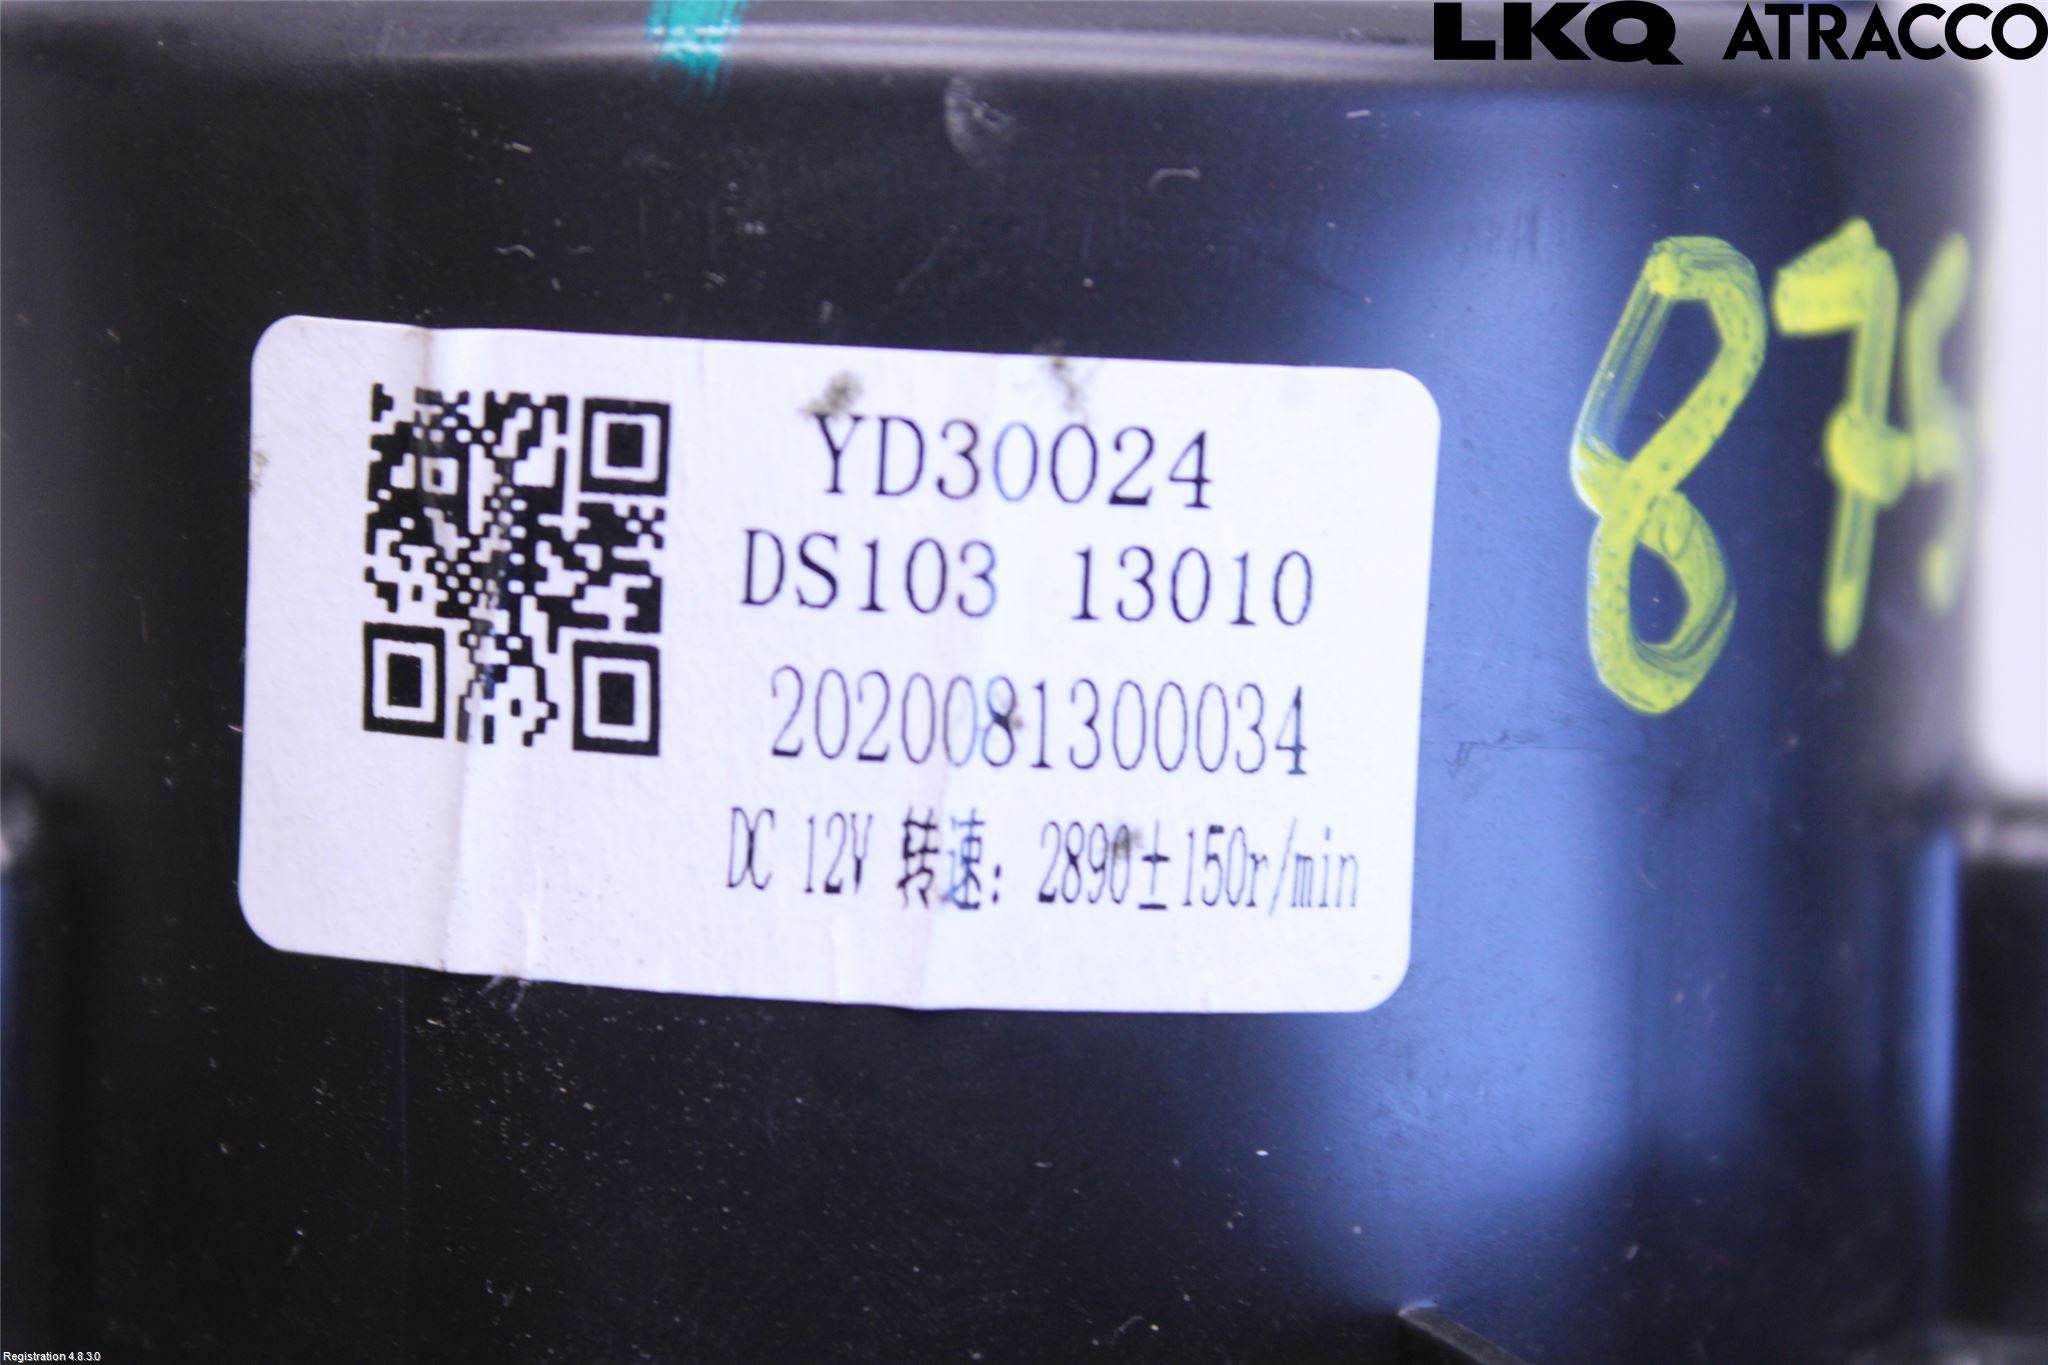 LKQ ATRACCO
YD30024
DS103 13010
2020081300034
DC 12V 转速: 2890±150r/min
Registration 4.8.3.0